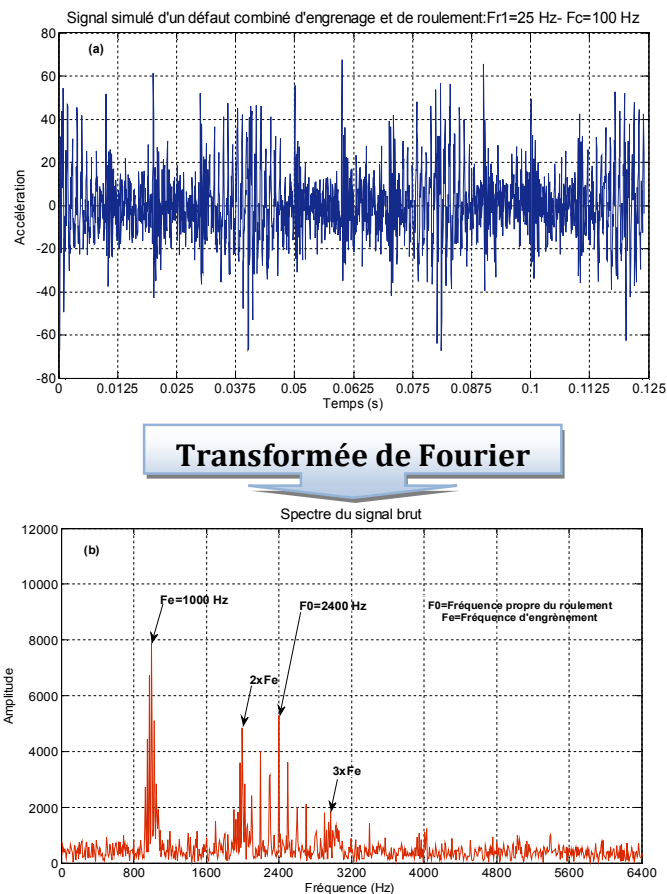 Signal simulé d'un défaut combiné d'engrenage et de roulement:Fr1=25 Hz- Fc=100 Hz
(a)
80
60
40
20
0
-20
-40
-60
-80
Accélération
0 0.0125 0.025 0.0375 0.05 0.0625 0.075 0.0875 0.1 0.1125 0.125
Temps (s)
Transformée de Fourier
Spectre du signal brut
(b)
12000
10000
8000
6000
4000
2000
0
Amplitude
Fe=1000 Hz
F0=2400 Hz
F0=Fréquence propre du roulement
Fe=Fréquence d'engrènement
2xFe
3xFe
0 800 1600 2400 3200 4000 4800 5600 6400
Fréquence (Hz)